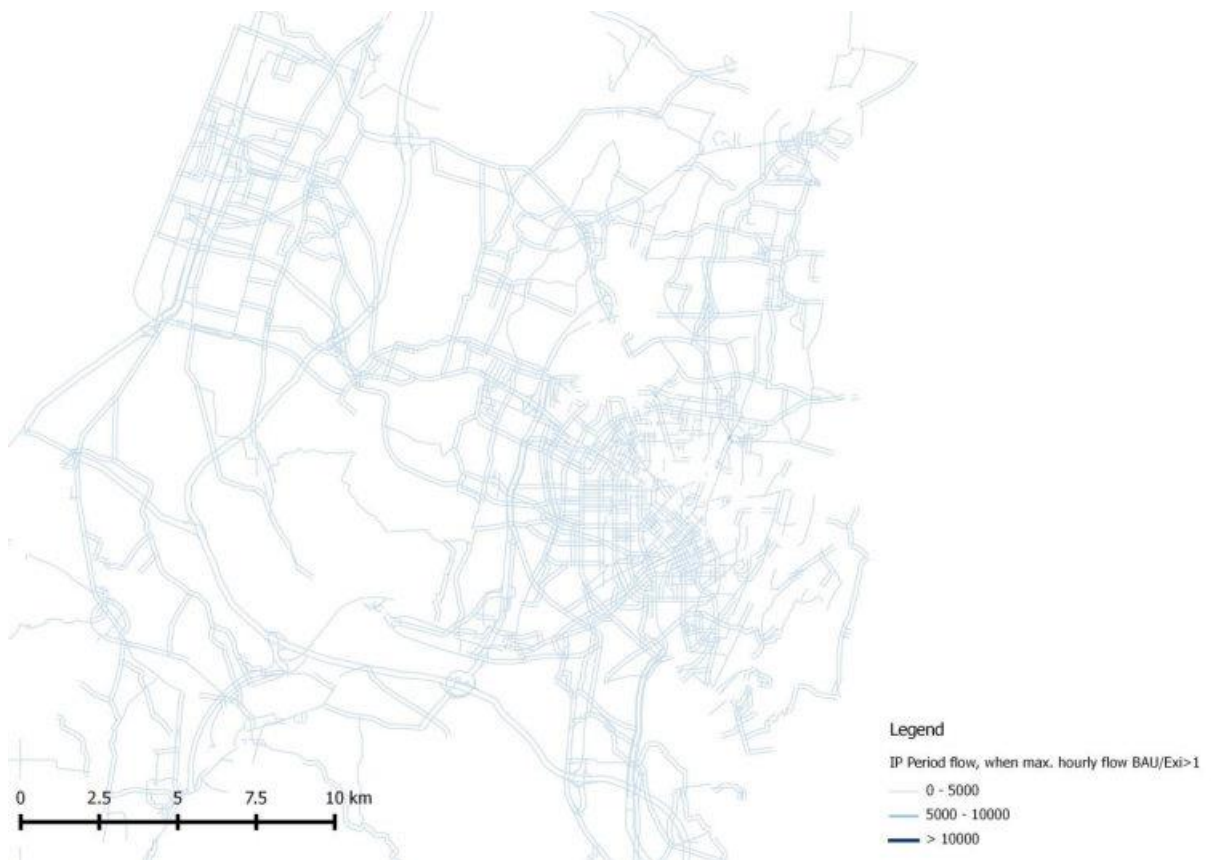 Legend
IP Period flow, when max. hourly flow BAU/Exi>1
0 - 5000
5000 - 10000
> 10000
0 2.5 5 7.5 10 km